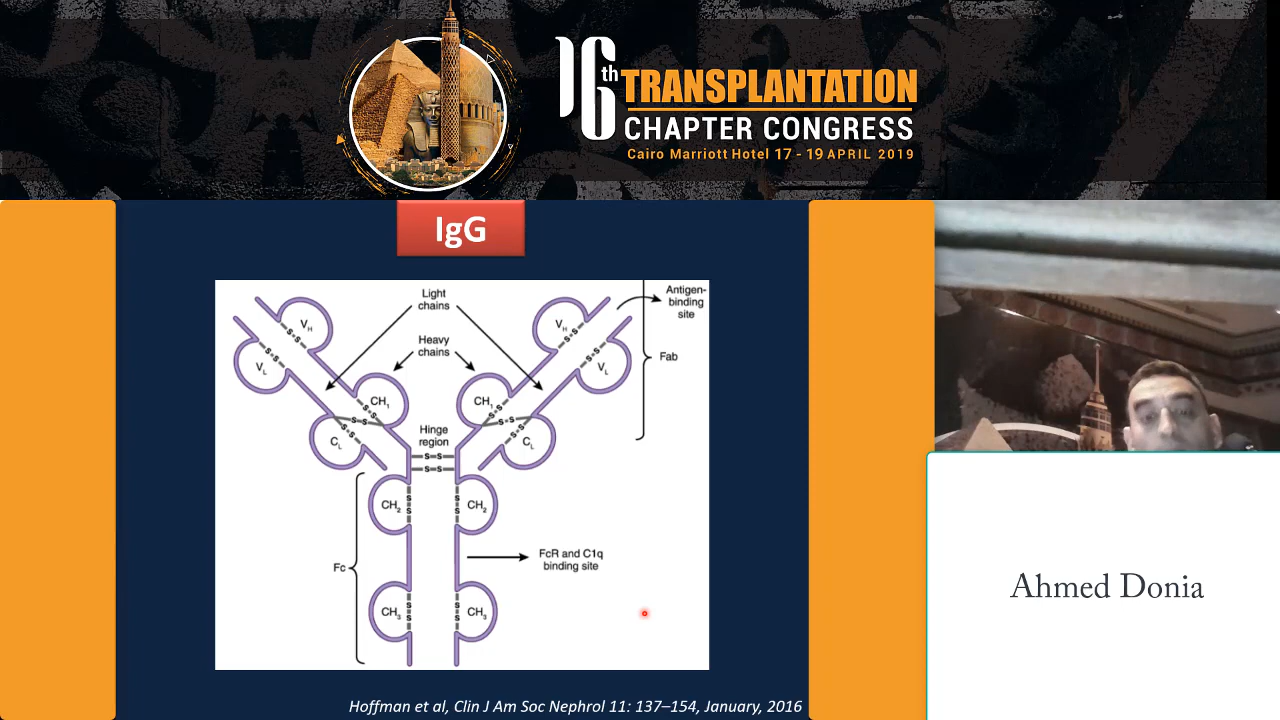 16th TRANSPLANTATION
CHAPTER CONGRESS
Cairo Marriott Hotel 17 - 19 APRIL 2019
IgG
Light
chains
Antigen-
binding
site
VH
VH
Heavy
chains
S-S
S-S
S-S
S-S
VL
VL
Fab
CH1
CH1
S-S
S-S
S-S
S-S
S-S
S-S
CL
CL
Hinge
region
S=S
S=S
CH2
S-S
S-S
CH2
Fc
FcR and C1q
binding site
CH3
S-S
S-S
CH3
Ahmed Donia
Hoffman et al, Clin J Am Soc Nephrol 11: 137–154, January, 2016